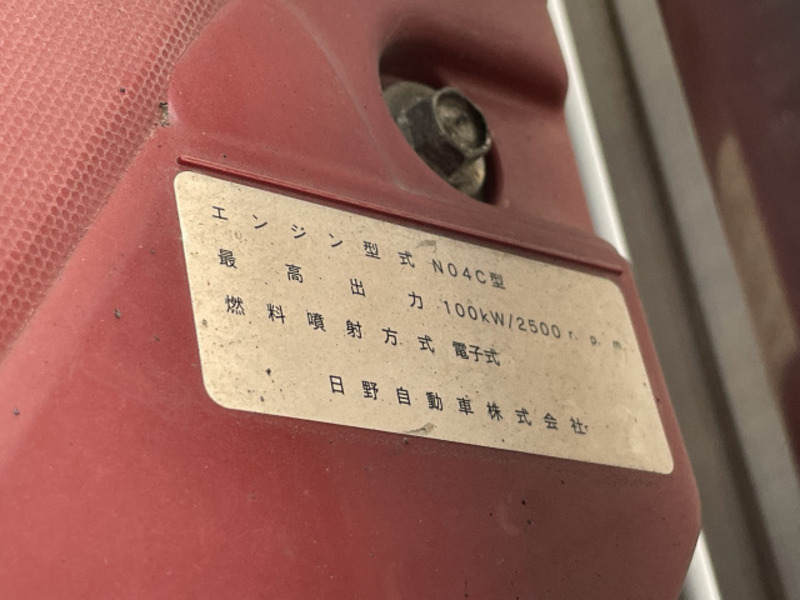 エンジン型式 N04C型
最高出力 100kW/2500 r. p. m.
燃料噴射方式 電子式
日野自動車株式会社